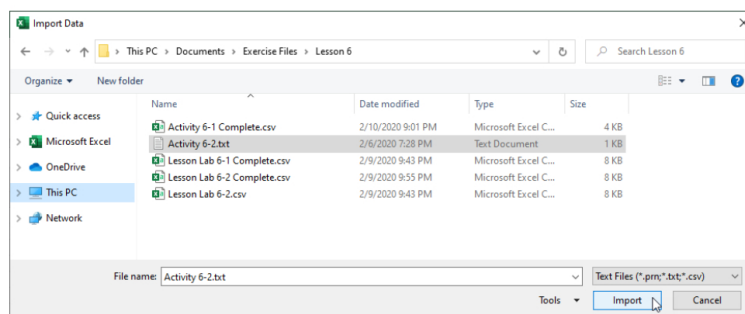 Import Data
This PC > Documents > Exercise Files > Lesson 6
Search Lesson 6
Organize
New folder
Name Date modified Type Size
Quick access
Microsoft Excel
OneDrive
This PC
Network
Activity 6-1 Complete.csv 2/10/2020 9:01 PM Microsoft Excel C... 4 KB
Activity 6-2.txt 2/6/2020 7:28 PM Text Document 1 KB
Lesson Lab 6-1 Complete.csv 2/9/2020 9:43 PM Microsoft Excel C... 8 KB
Lesson Lab 6-2 Complete.csv 2/9/2020 9:55 PM Microsoft Excel C... 8 KB
Lesson Lab 6-2.csv 2/9/2020 9:43 PM Microsoft Excel C... 8 KB
File name: Activity 6-2.txt Text Files (*.prn;*.txt;*.csv)
Tools Import Cancel